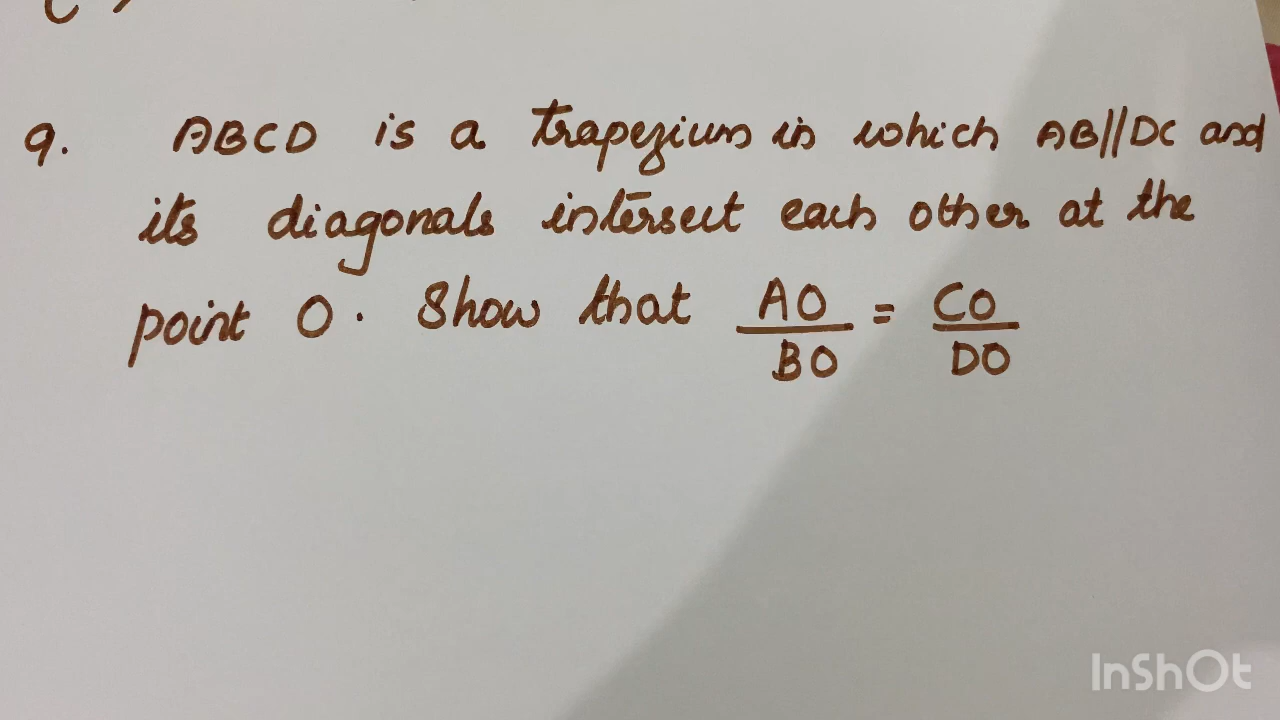 9. ABCD is a trapezium in which AB||DC and
its diagonals intersect each other at the
point O. Show that AO/BO = CO/DO
InShOt